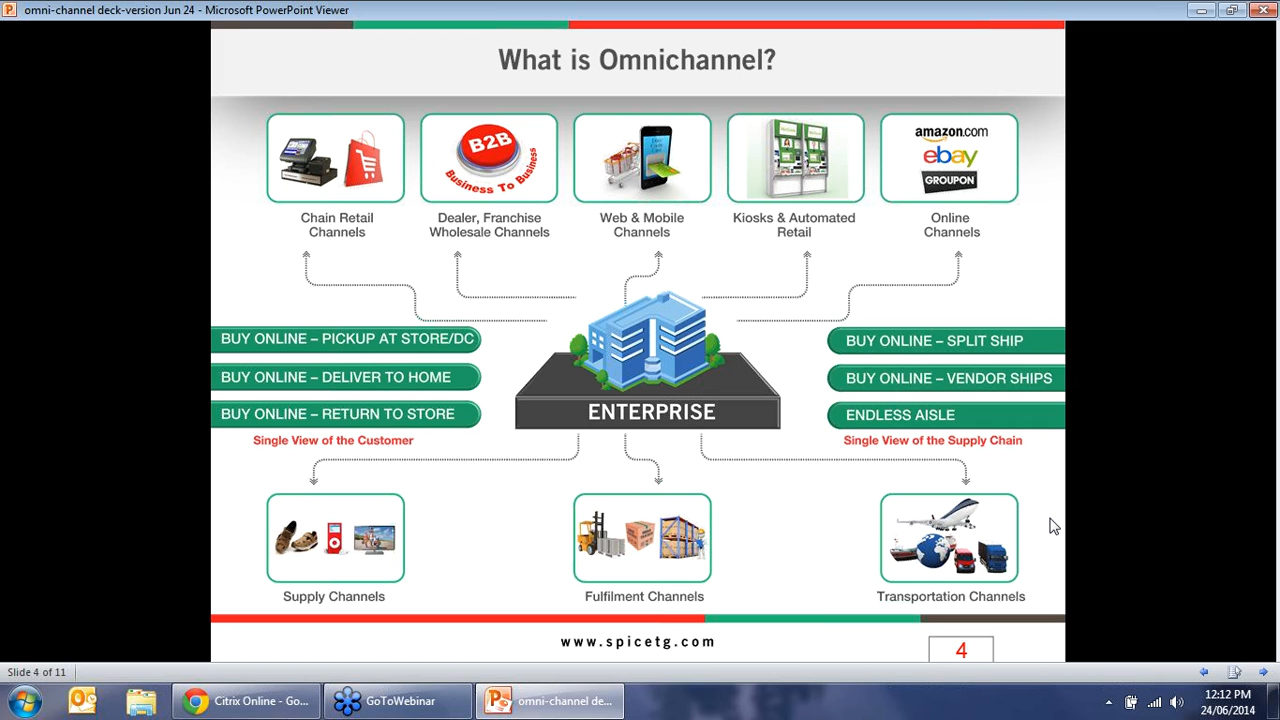 omni-channel deck-version Jun 24 - Microsoft PowerPoint Viewer
What is Omnichannel?
B2B
Business To Business
amazon.com
ebay
GROUPON
Chain Retail
Channels
Dealer, Franchise
Wholesale Channels
Web & Mobile
Channels
Kiosks & Automated
Retail
Online
Channels
BUY ONLINE – PICKUP AT STORE/DC
BUY ONLINE – DELIVER TO HOME
BUY ONLINE – RETURN TO STORE
Single View of the Customer
ENTERPRISE
BUY ONLINE – SPLIT SHIP
BUY ONLINE – VENDOR SHIPS
ENDLESS AISLE
Single View of the Supply Chain
Supply Channels
Fulfilment Channels
Transportation Channels
www.spicetg.com
4
Slide 4 of 11
Citrix Online - Go...
GoToWebinar
omni-channel de...
12:12 PM
24/06/2014